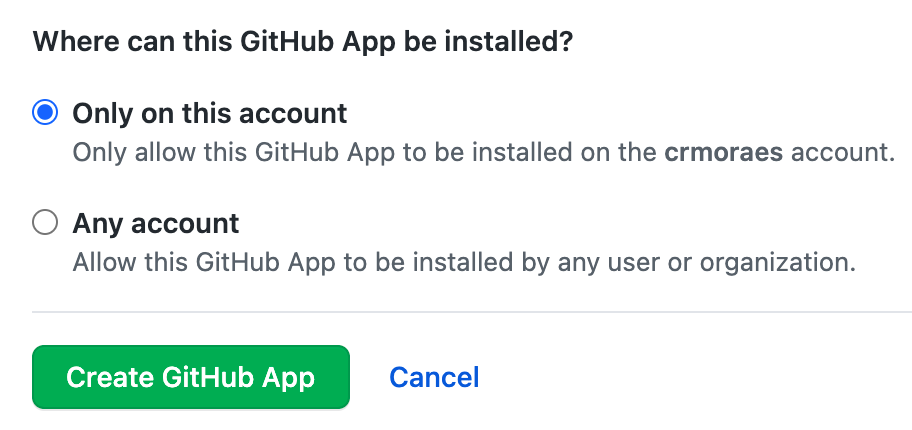 Where can this GitHub App be installed?
Only on this account
Only allow this GitHub App to be installed on the crmoraes account.
Any account
Allow this GitHub App to be installed by any user or organization.
Create GitHub App Cancel